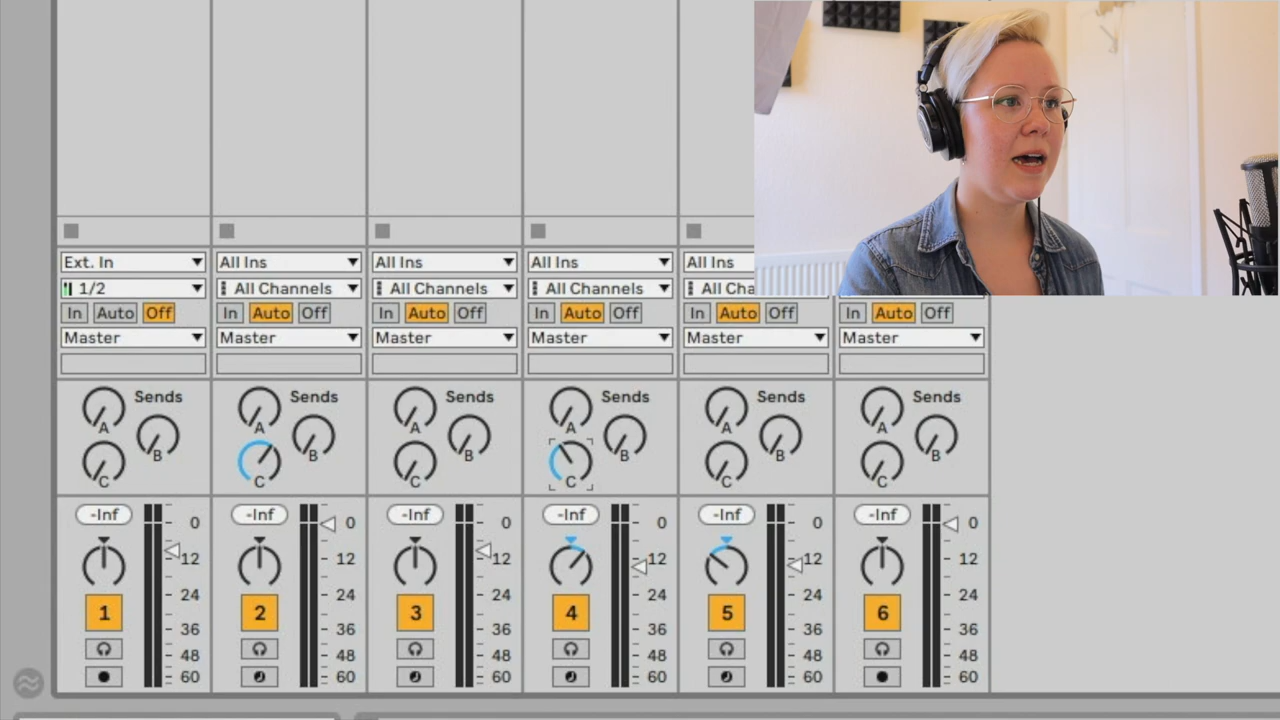 Ext. In All Ins All Ins All Ins All Ins
1/2 All Channels All Channels All Channels All Cha
In Auto Off In Auto Off In Auto Off In Auto Off In Auto Off In Auto Off
Master Master Master Master Master Master
Sends Sends Sends Sends Sends Sends
A A A A A A
B B B B B B
C C C C C C
-Inf 0 -Inf 0 -Inf 0 -Inf 0 -Inf 0 -Inf 0
12 12 12 12 12 12
1 24 2 24 3 24 4 24 5 24 6 24
36 36 36 36 36 36
48 48 48 48 48 48
60 60 60 60 60 60